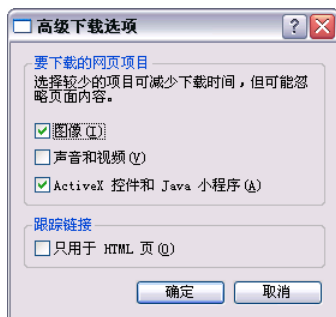 高级下载选项
要下载的网页项目
选择较少的项目可减少下载时间，但可能忽
略页面内容。
图像(I)
声音和视频(V)
ActiveX 控件和 Java 小程序(A)
跟踪链接
只用于 HTML 页(O)
确定
取消